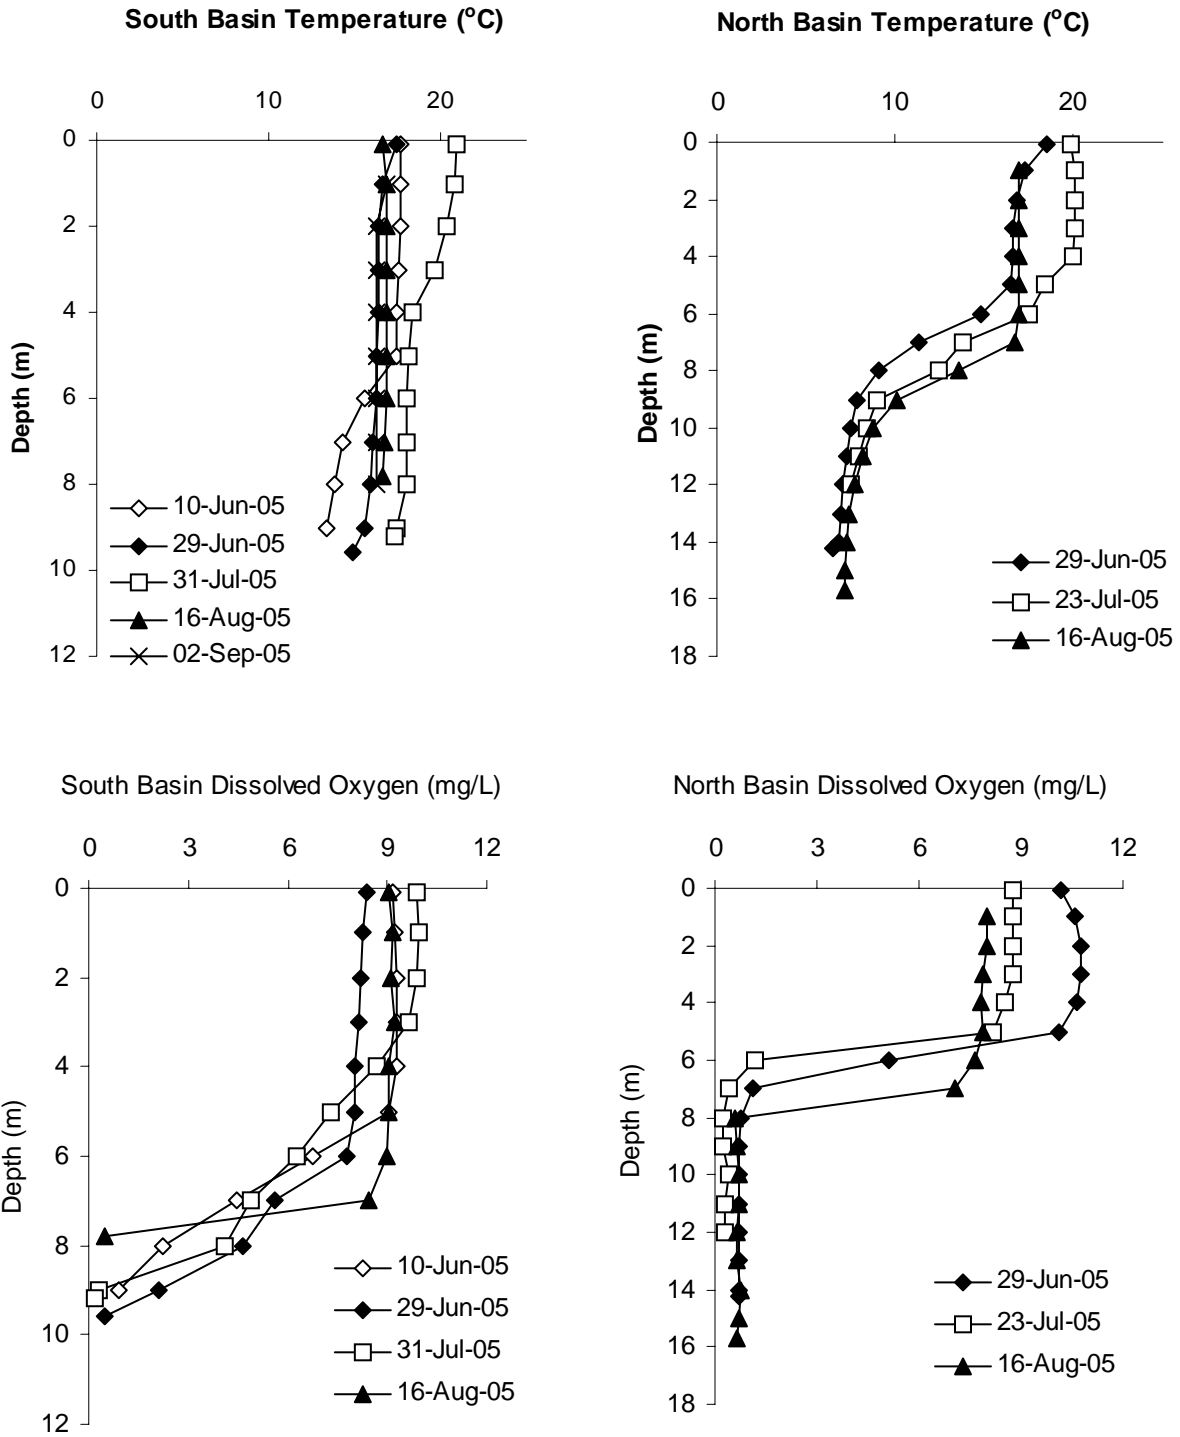 South Basin Temperature (oC)
0 10 20
0
2
4
6
8
10
12
Depth (m)
10-Jun-05
29-Jun-05
31-Jul-05
16-Aug-05
02-Sep-05
North Basin Temperature (oC)
0 10 20
0
2
4
6
8
10
12
14
16
18
Depth (m)
29-Jun-05
23-Jul-05
16-Aug-05
South Basin Dissolved Oxygen (mg/L)
0 3 6 9 12
0
2
4
6
8
10
12
Depth (m)
10-Jun-05
29-Jun-05
31-Jul-05
16-Aug-05
North Basin Dissolved Oxygen (mg/L)
0 3 6 9 12
0
2
4
6
8
10
12
14
16
18
Depth (m)
29-Jun-05
23-Jul-05
16-Aug-05